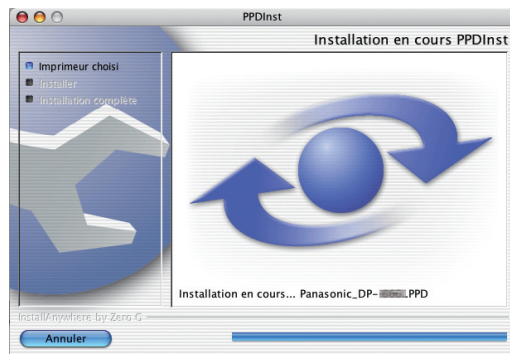 PPDInst
Installation en cours PPDInst
Imprimeur choisi
Installer
Installation complète
Installation en cours... Panasonic_DP- .PPD
InstallAnywhere by Zero G
Annuler